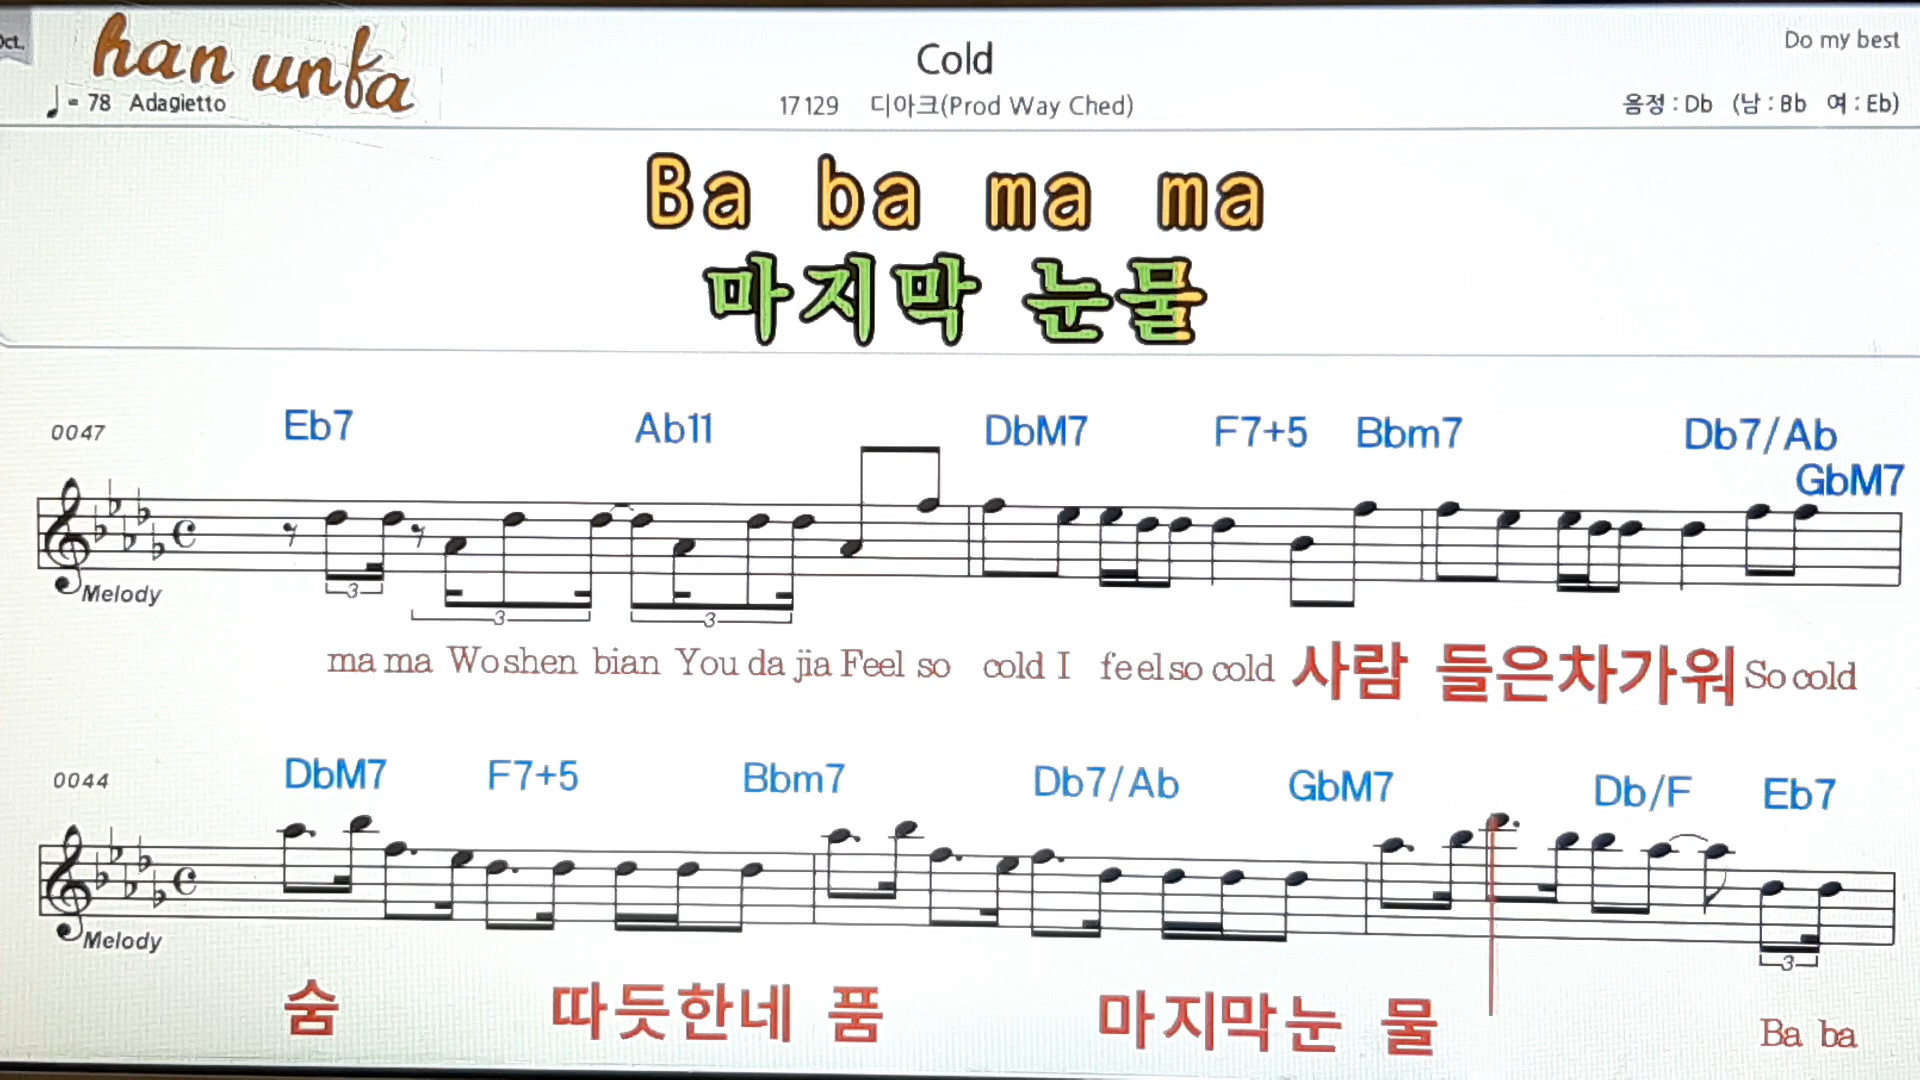 Oct.
han unfa
Cold
Do my best
= 78 Adagietto
17129 디아크(Prod Way Ched)
음정 : Db (남 : Bb 여 : Eb)
Ba ba ma ma
마지막 눈물
0047
Eb7 Ab11 DbM7 F7+5 Bbm7 Db7/Ab
GbM7
3 3 3
Melody
ma ma Wo shen bian You da jia Feel so cold I feel so cold 사람 들은차가워 So cold
0044
DbM7 F7+5 Bbm7 Db7/Ab GbM7 Db/F Eb7
Melody
3
숨 따듯한네 품 마지막눈 물 Ba ba